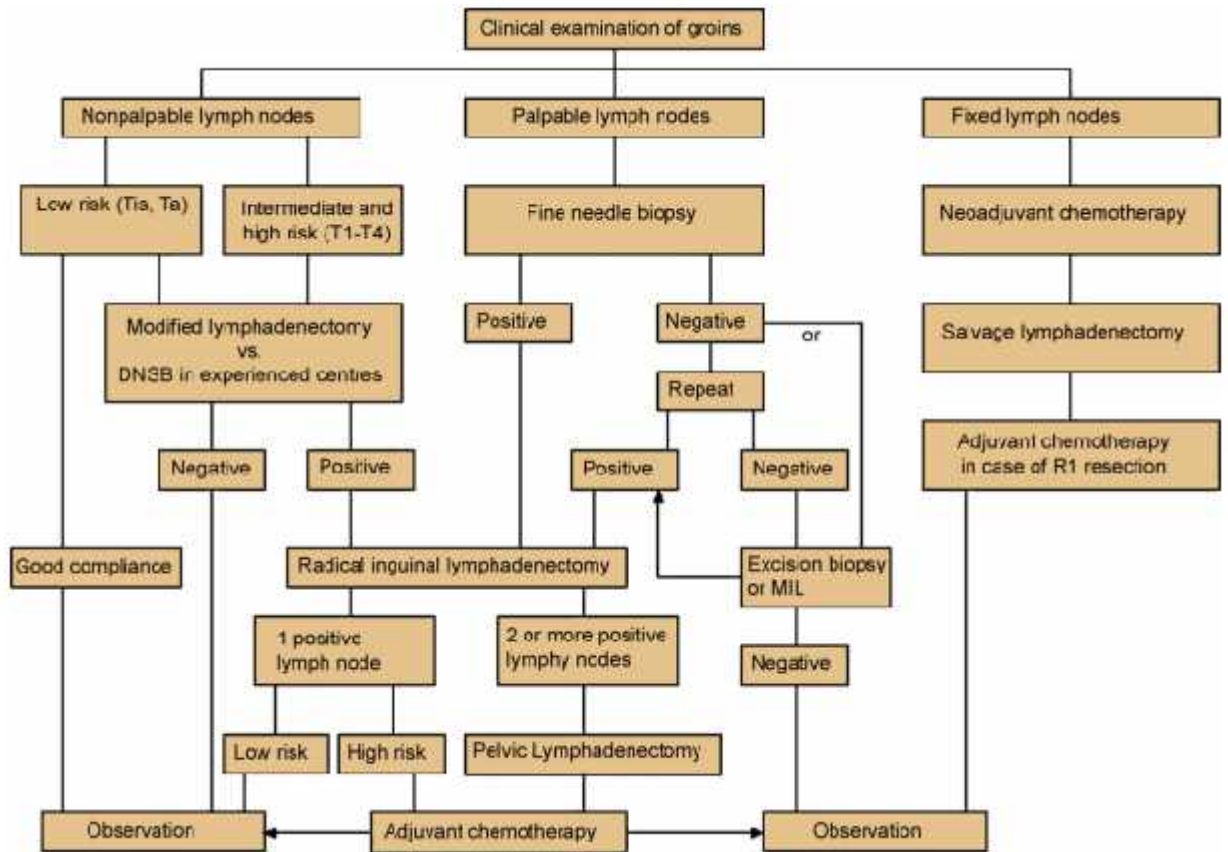 Clinical examination of groins
Nonpalpable lymph nodes
Palpable lymph nodes
Fixed lymph nodes
Low risk (Tis, Ta)
Intermediate and
high risk (T1-T4)
Fine needle biopsy
Neoadjuvant chemotherapy
Modified lymphadenectomy
vs.
DNSB in experienced centres
Positive
Negative
or
Salvage lymphadenectomy
Repeat
Negative
Positive
Positive
Negative
Adjuvant chemotherapy
in case of R1 resection
Good compliance
Radical inguinal lymphadenectomy
Excision biopsy
or MIL
1 positive
lymph node
2 or more positive
lymphy nodes
Negative
Low risk
High risk
Pelvic Lymphadenectomy
Observation
Adjuvant chemotherapy
Observation